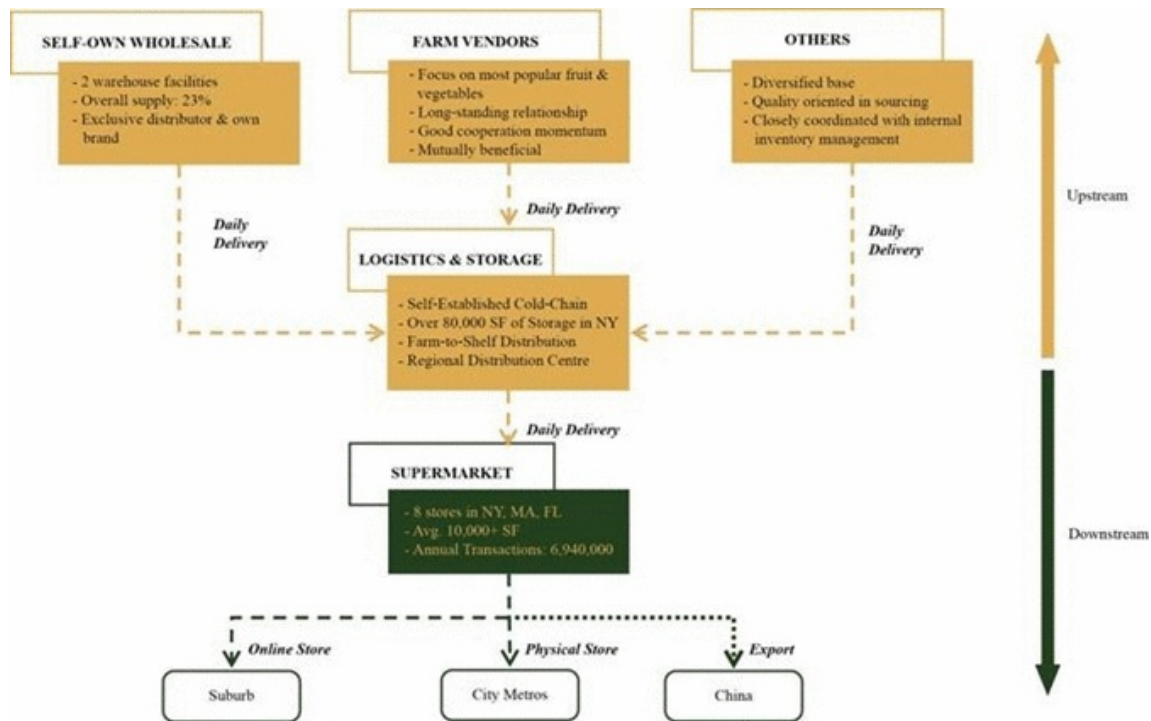 SELF-OWN WHOLESALE
- 2 warehouse facilities
- Overall supply: 23%
- Exclusive distributor & own
brand
FARM VENDORS
- Focus on most popular fruit &
vegetables
- Long-standing relationship
- Good cooperation momentum
- Mutually beneficial
OTHERS
- Diversified base
- Quality oriented in sourcing
- Closely coordinated with internal
inventory management
Upstream
Daily
Delivery
Daily Delivery
Daily
Delivery
LOGISTICS & STORAGE
- Self-Established Cold-Chain
- Over 80,000 SF of Storage in NY
- Farm-to-Shelf Distribution
- Regional Distribution Centre
Daily Delivery
SUPERMARKET
- 8 stores in NY, MA, FL
- Avg. 10,000+ SF
- Annual Transactions: 6,940,000
Downstream
Online Store
Physical Store
Export
Suburb
City Metros
China